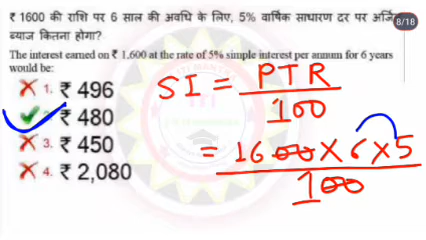 ₹ 1600 की राशि पर 6 साल की अवधि के लिए, 5% वार्षिक साधारण दर पर अर्जि
8/18
ब्याज कितना होगा?
The interest earned on ₹ 1,600 at the rate of 5% simple interest per annum for 6 years
would be:
1. ₹ 496
₹ 480
3. ₹ 450
4. ₹ 2,080
SI = PTR
100
= 1600 X 6 X 5
100